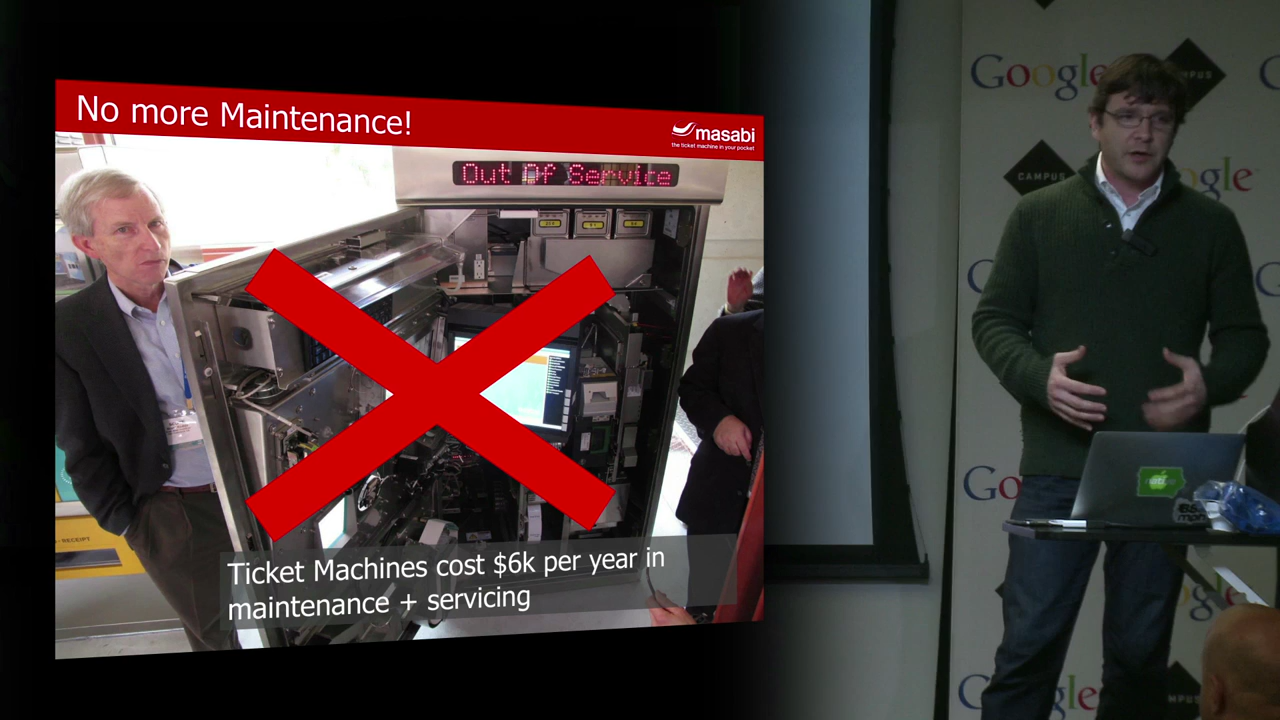 No more Maintenance!
masabi
the ticket machine in your pocket
Out Of Service
RECEIPT
Ticket Machines cost $6k per year in
maintenance + servicing
Google
CAMPUS
Google